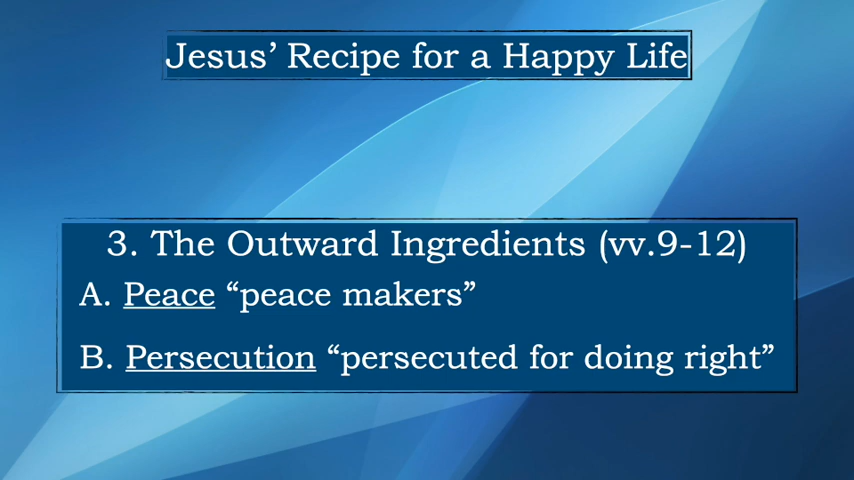 Jesus’ Recipe for a Happy Life
3. The Outward Ingredients (vv.9-12)
A. Peace “peace makers”
B. Persecution “persecuted for doing right”